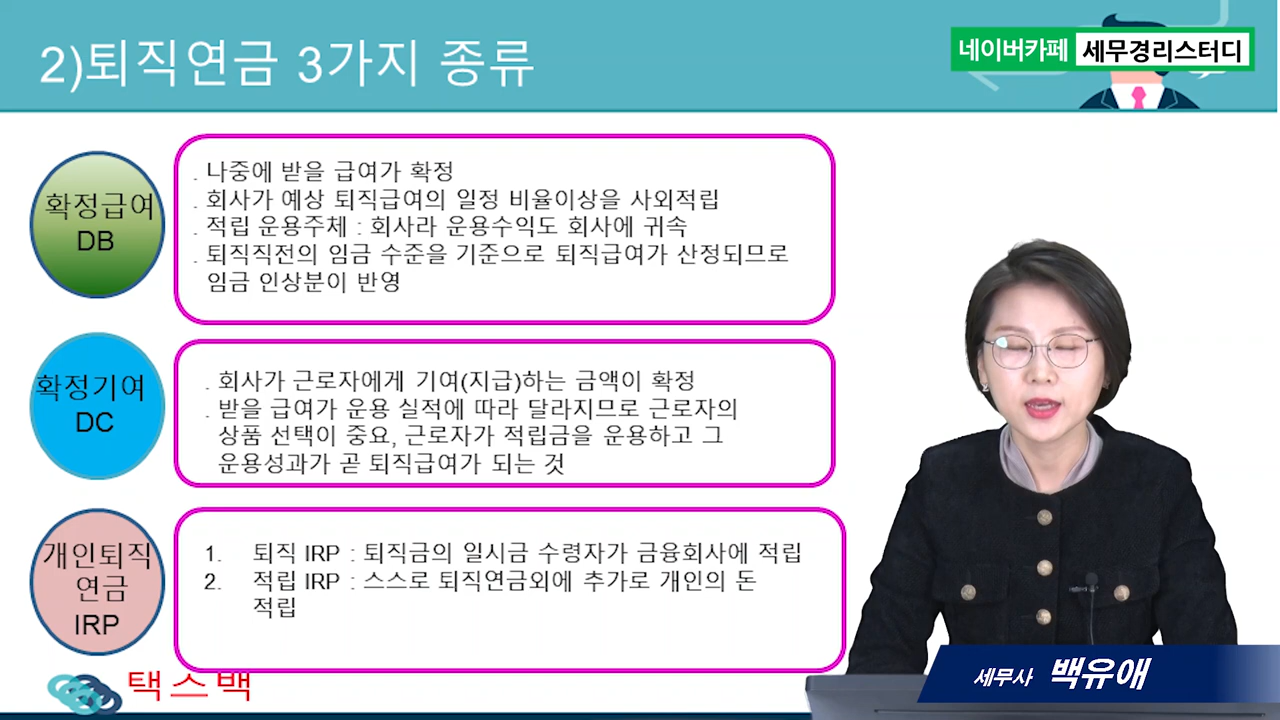 2)퇴직연금 3가지 종류
네이버카페 세무경리스터디
확정급여
DB
. 나중에 받을 급여가 확정
. 회사가 예상 퇴직급여의 일정 비율이상을 사외적립
. 적립 운용주체 : 회사라 운용수익도 회사에 귀속
. 퇴직직전의 임금 수준을 기준으로 퇴직급여가 산정되므로
임금 인상분이 반영
확정기여
DC
. 회사가 근로자에게 기여(지급)하는 금액이 확정
. 받을 급여가 운용 실적에 따라 달라지므로 근로자의
상품 선택이 중요, 근로자가 적립금을 운용하고 그
운용성과가 곧 퇴직급여가 되는 것
개인퇴직
연금
IRP
1. 퇴직 IRP : 퇴직금의 일시금 수령자가 금융회사에 적립
2. 적립 IRP : 스스로 퇴직연금외에 추가로 개인의 돈
적립
택스백
세무사 백유애